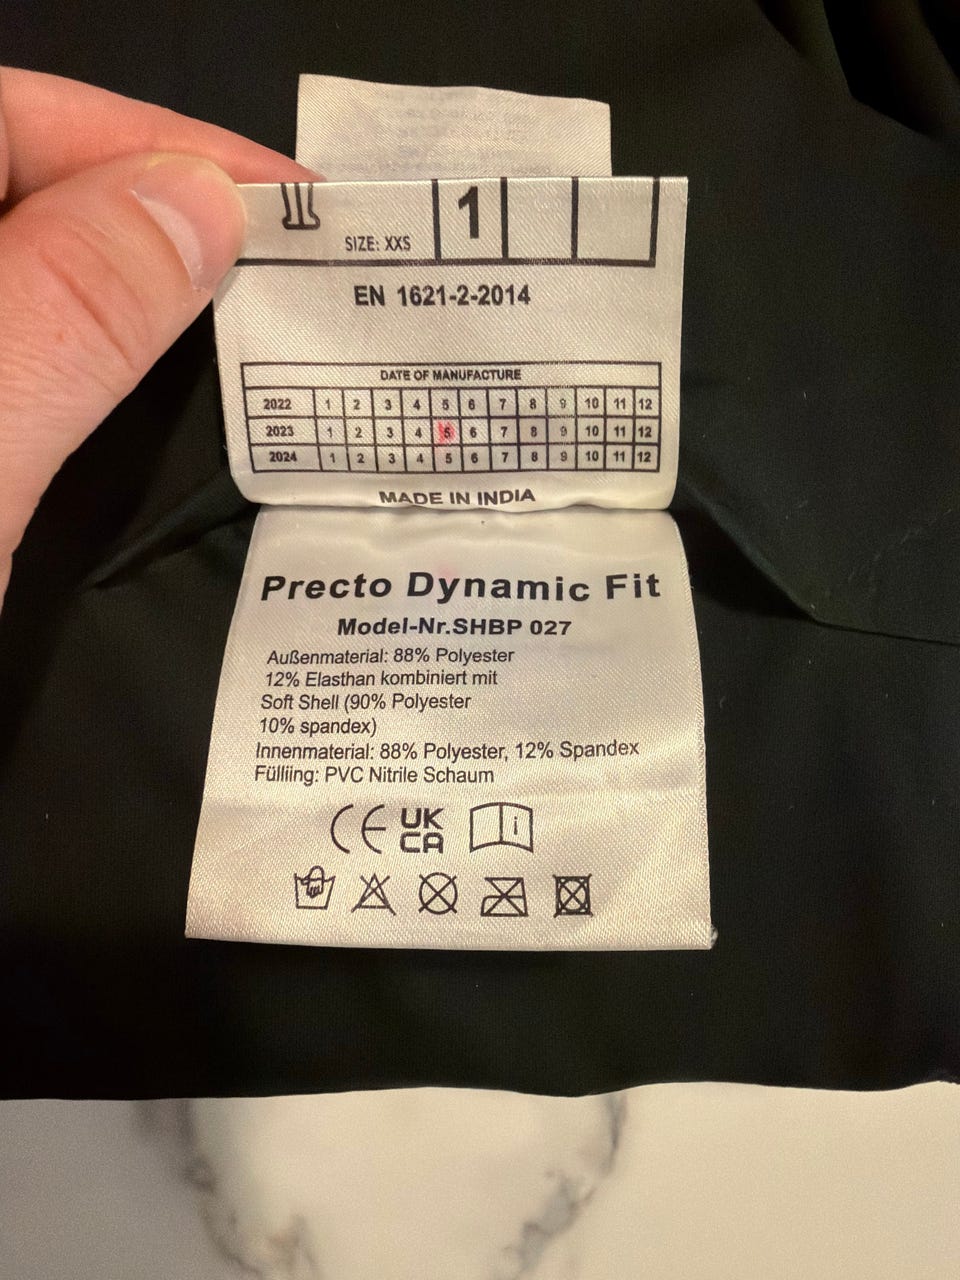 SIZE: XXS
1
EN 1621-2-2014
DATE OF MANUFACTURE
2022 1 2 3 4 5 6 7 8 9 10 11 12
2023 1 2 3 4 5 6 7 8 9 10 11 12
2024 1 2 3 4 5 6 7 8 9 10 11 12
MADE IN INDIA
Precto Dynamic Fit
Model-Nr.SHBP 027
Außenmaterial: 88% Polyester
12% Elasthan kombiniert mit
Soft Shell (90% Polyester
10% spandex)
Innenmaterial: 88% Polyester, 12% Spandex
Fülliing: PVC Nitrile Schaum
CE UK CA i